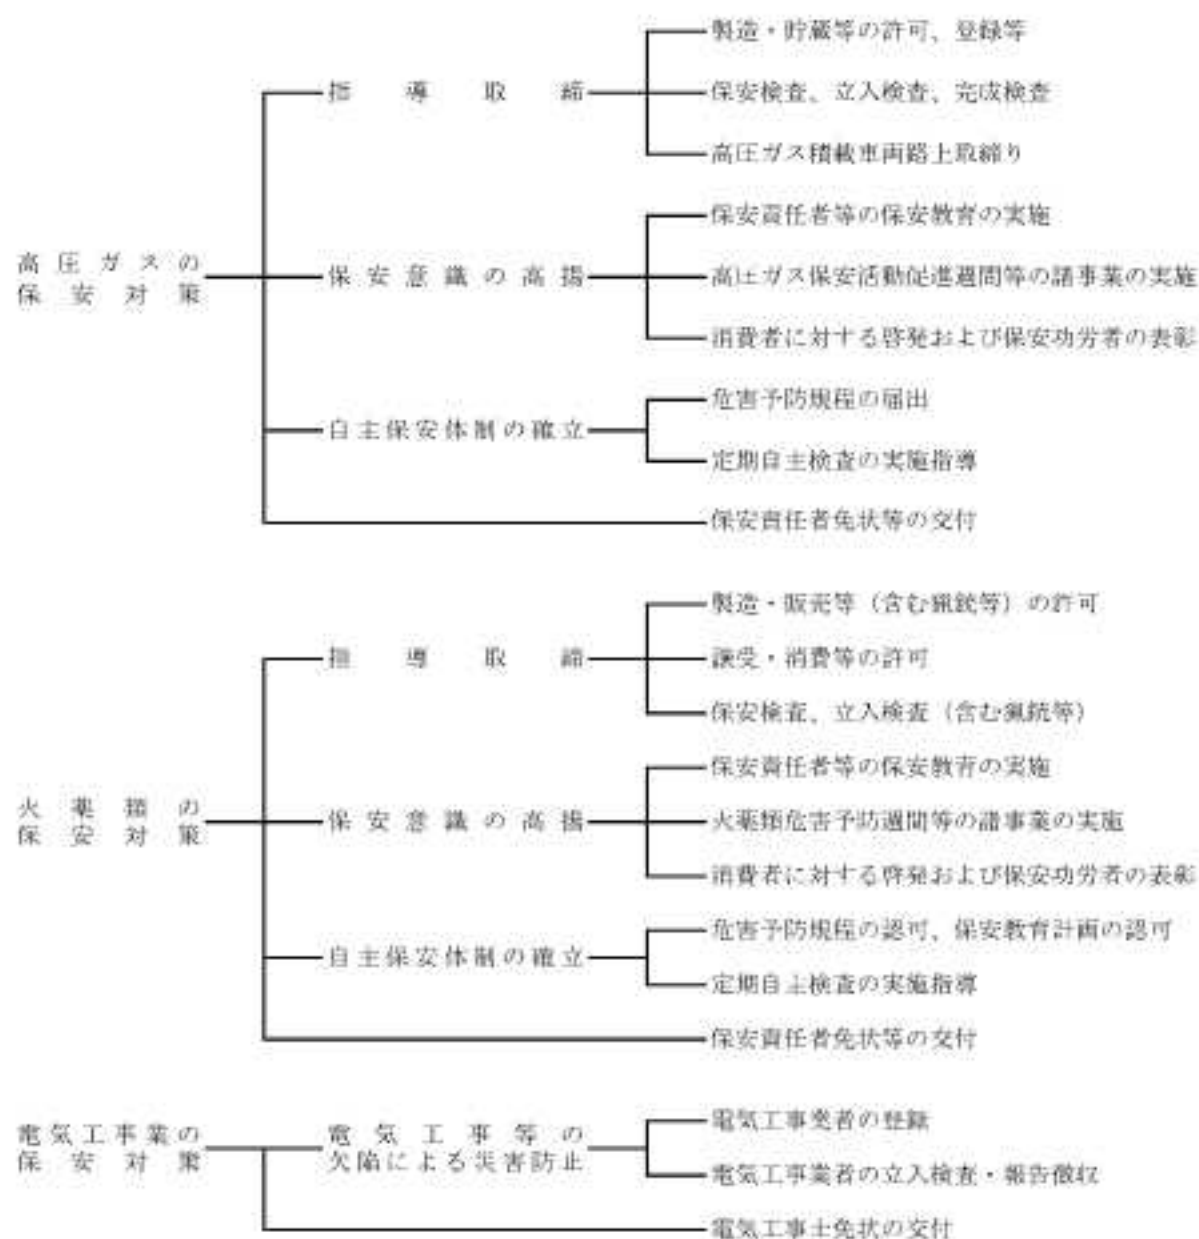 高圧ガスの
保安対策
指導取締
製造・貯蔵等の許可、登録等
保安検査、立入検査、完成検査
高圧ガス積載車両路上取締り
保安意識の高揚
保安責任者等の保安教育の実施
高圧ガス保安活動促進週間等の諸事業の実施
消費者に対する啓発および保安功労者の表彰
自主保安体制の確立
危害予防規程の届出
定期自主検査の実施指導
保安責任者免状等の交付
火薬類の
保安対策
指導取締
製造・販売等（含む猟銃等）の許可
譲受・消費等の許可
保安検査、立入検査（含む猟銃等）
保安意識の高揚
保安責任者等の保安教育の実施
火薬類危害予防週間等の諸事業の実施
消費者に対する啓発および保安功労者の表彰
自主保安体制の確立
危害予防規程の認可、保安教育計画の認可
定期自主検査の実施指導
保安責任者免状等の交付
電気工事業の
保安対策
電気工事等の
欠陥による災害防止
電気工事業者の登録
電気工事業者の立入検査・報告徴収
電気工事士免状の交付